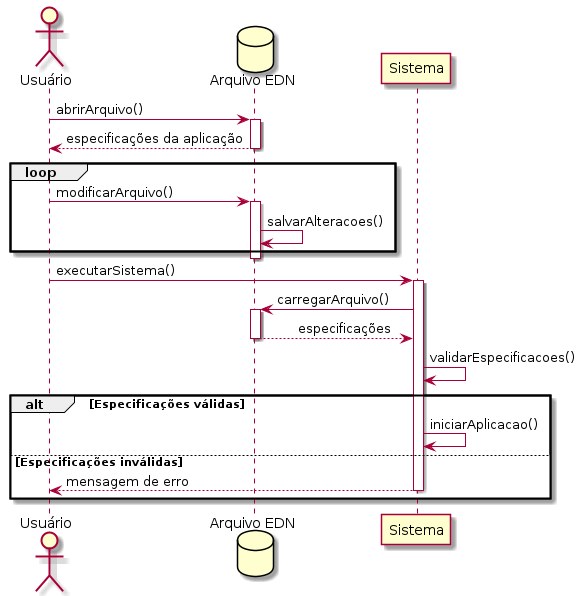 Usuário
Arquivo EDN
Sistema
abrirArquivo()
especificações da aplicação
loop
modificarArquivo()
salvarAlteracoes()
executarSistema()
carregarArquivo()
especificações
validarEspecificacoes()
alt [Especificações válidas]
iniciarAplicacao()
[Especificações inválidas]
mensagem de erro
Usuário
Arquivo EDN
Sistema